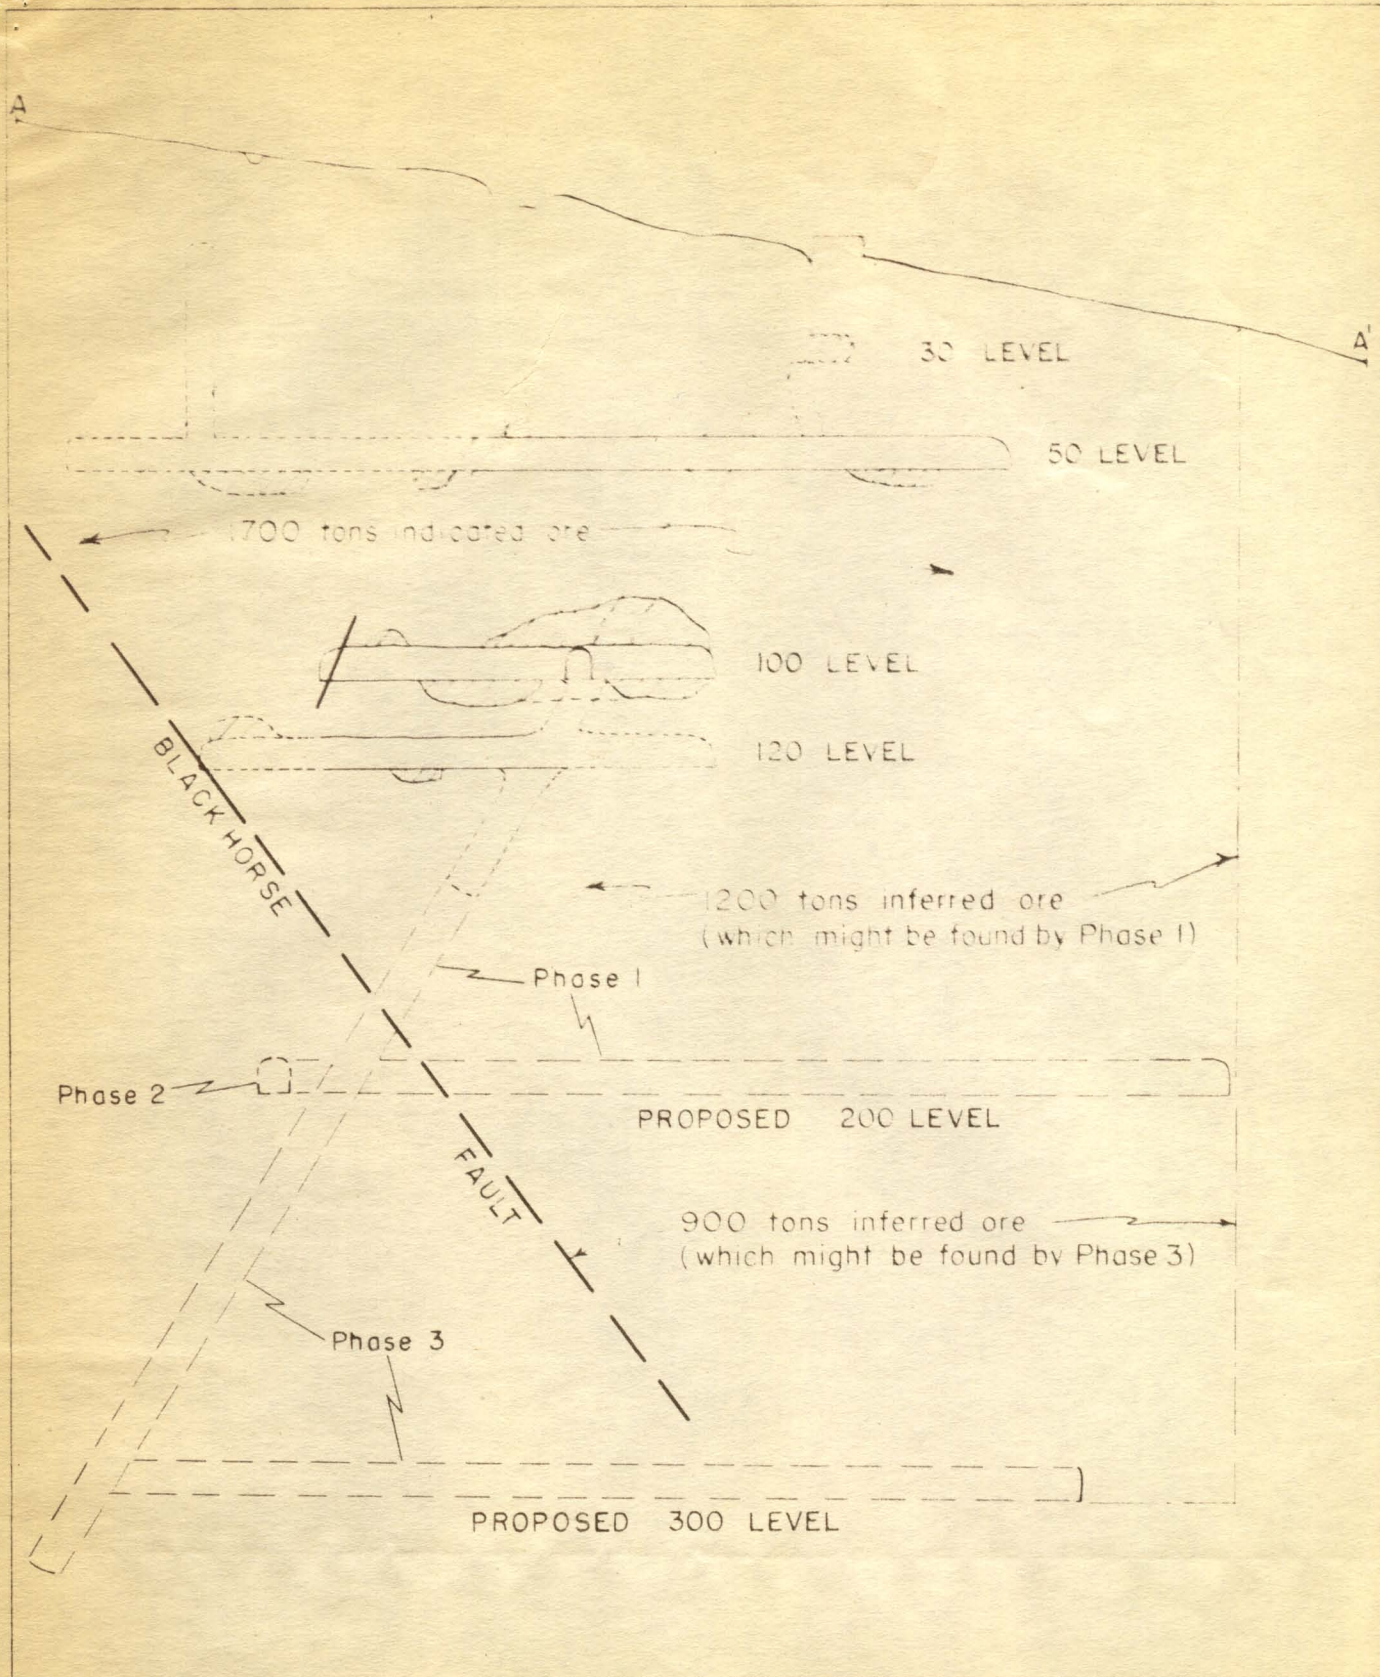 A
A'
30 LEVEL
50 LEVEL
1700 tons indicated ore
100 LEVEL
120 LEVEL
BLACK HORSE
1200 tons inferred ore
(which might be found by Phase 1)
Phase 1
Phase 2
PROPOSED 200 LEVEL
FAULT
900 tons inferred ore
(which might be found by Phase 3)
Phase 3
PROPOSED 300 LEVEL